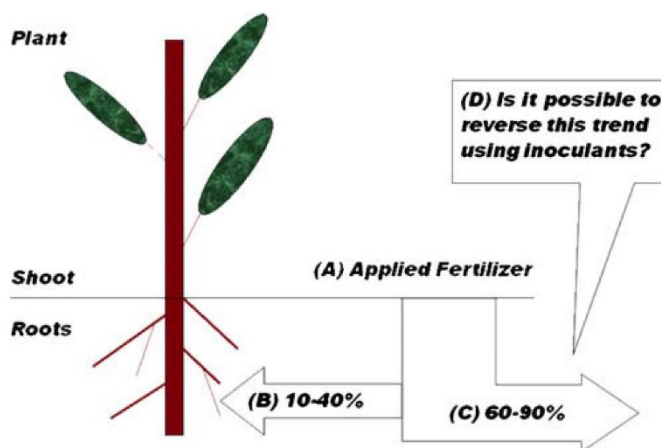 Plant
(D) Is it possible to
reverse this trend
using inoculants?
Shoot
(A) Applied Fertilizer
Roots
(B) 10-40%
(C) 60-90%